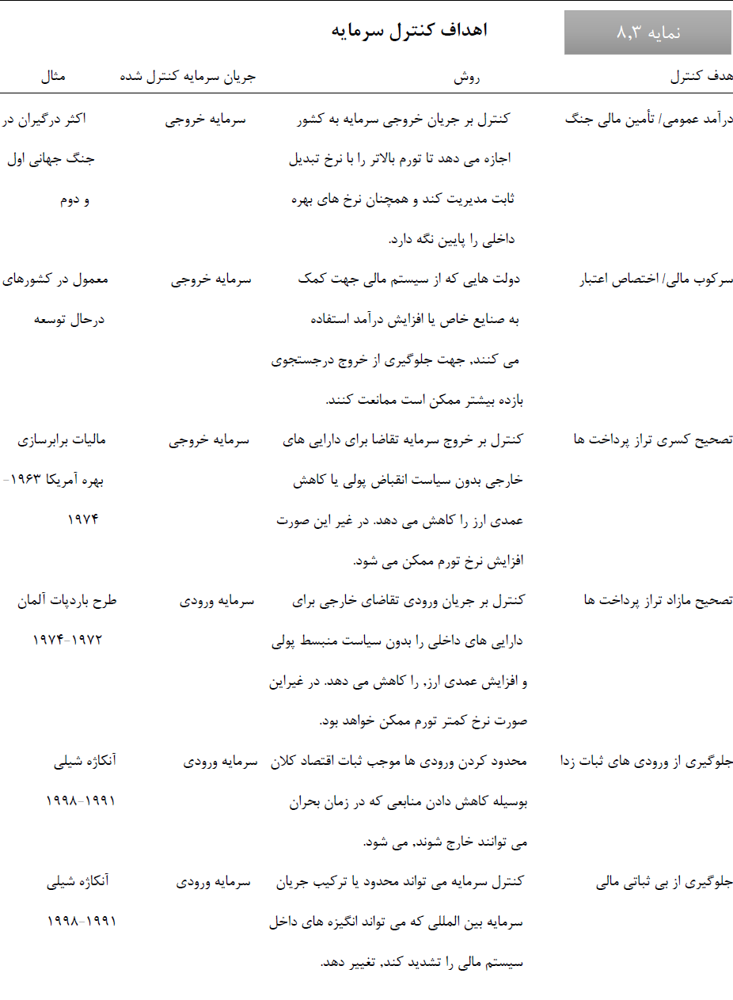 نمایه ۸,۳ اهداف کنترل سرمایه
هدف کنترل روش جریان سرمایه کنترل شده مثال
درآمد عمومی/ تأمین مالی جنگ کنترل بر جریان خروجی سرمایه به کشور سرمایه خروجی اکثر درگیران در
اجازه می دهد تا تورم بالاتر را با نرخ تبدیل جنگ جهانی اول
ثابت مدیریت کند و همچنان نرخ های بهره و دوم
داخلی را پایین نگه دارد.
سرکوب مالی/ اختصاص اعتبار دولت هایی که از سیستم مالی جهت کمک سرمایه خروجی معمول در کشورهای
به صنایع خاص یا افزایش درآمد استفاده درحال توسعه
می کنند, جهت جلوگیری از خروج درجستجوی
بازده بیشتر ممکن است ممانعت کنند.
تصحیح کسری تراز پرداخت ها کنترل بر خروج سرمایه تقاضا برای دارایی های سرمایه خروجی مالیات برابرسازی
خارجی بدون سیاست انقباض پولی یا کاهش بهره آمریکا ۱۹۶۳-
عمدی ارز را کاهش می دهد. در غیر این صورت ۱۹۷۴
افزایش نرخ تورم ممکن می شود.
تصحیح مازاد تراز پرداخت ها کنترل بر جریان ورودی تقاضای خارجی برای سرمایه ورودی طرح باردپات آلمان
دارایی های داخلی را بدون سیاست منبسط پولی ۱۹۷۲-۱۹۷۴
و افزایش عمدی ارز, را کاهش می دهد. در غیراین
صورت نرخ کمتر تورم ممکن خواهد بود.
جلوگیری از ورودی های ثبات زدا محدود کردن ورودی ها موجب ثبات اقتصاد کلان سرمایه ورودی آنکاژه شیلی
بوسیله کاهش دادن منابعی که در زمان بحران ۱۹۹۱-۱۹۹۸
می توانند خارج شوند, می شود.
جلوگیری از بی ثباتی مالی کنترل سرمایه می تواند محدود یا ترکیب جریان سرمایه ورودی آنکاژه شیلی
سرمایه بین المللی که می تواند انگیزه های داخل ۱۹۹۱-۱۹۹۸
سیستم مالی را تشدید کند, تغییر دهد.